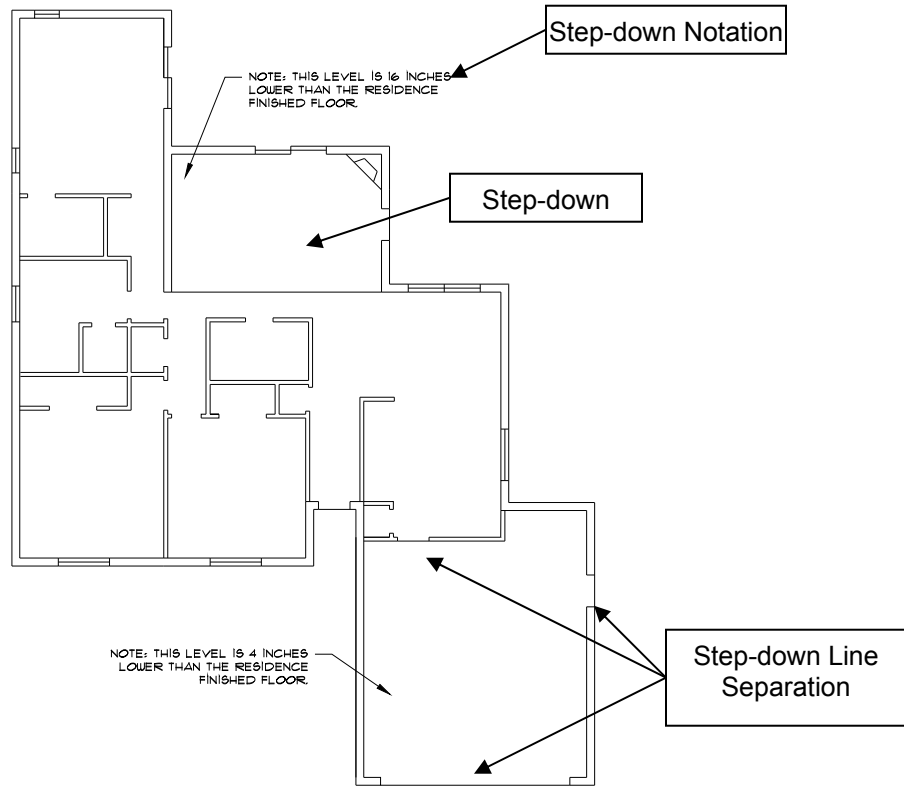 Step-down Notation
NOTE: THIS LEVEL IS 16 INCHES
LOWER THAN THE RESIDENCE
FINISHED FLOOR.
Step-down
NOTE: THIS LEVEL IS 4 INCHES
LOWER THAN THE RESIDENCE
FINISHED FLOOR.
Step-down Line
Separation